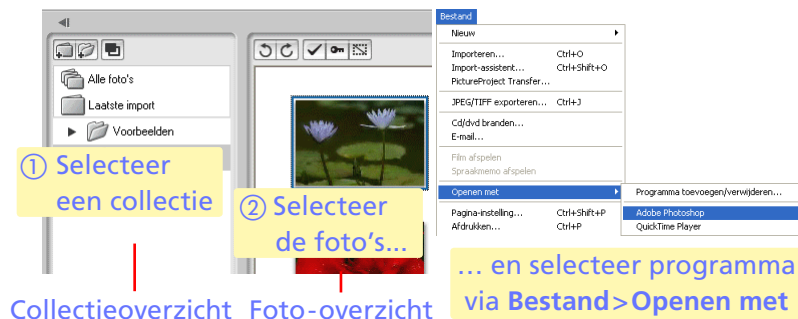 Alle foto's
Laatste import
Voorbeelden
① Selecteer
een collectie
② Selecteer
de foto's...
Collectieoverzicht
Foto-overzicht
Bestand
Nieuw
Importeren... Ctrl+O
Import-assistent... Ctrl+Shift+O
PictureProject Transfer...
JPEG/TIFF exporteren... Ctrl+J
Cd/dvd branden...
E-mail...
Film afspelen
Spraakmemo afspelen
Openen met
Programma toevoegen/verwijderen...
Adobe Photoshop
QuickTime Player
Pagina-instelling... Ctrl+Shift+P
Afdrukken... Ctrl+P
... en selecteer programma
via Bestand>Openen met